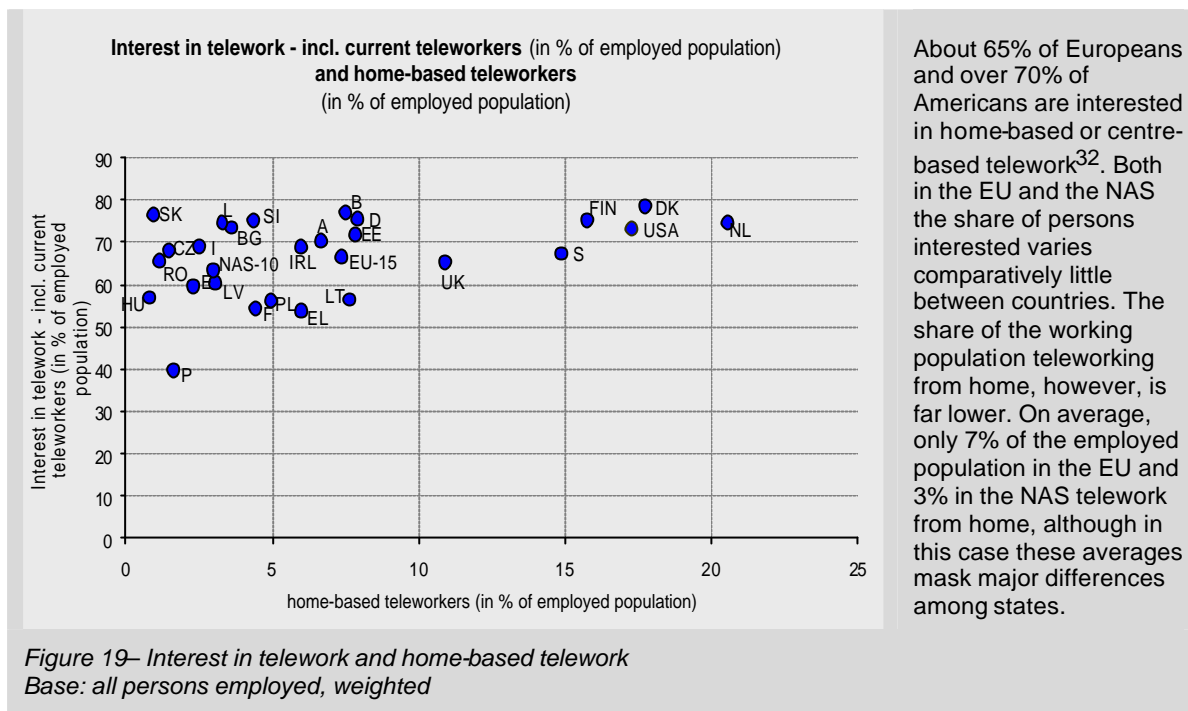 Interest in telework - incl. current teleworkers (in % of employed population)
and home-based teleworkers
(in % of employed population)
Interest in telework - incl. current
teleworkers (in % of employed
population)
90
80
70
60
50
40
30
20
10
0
0
5
10
15
20
25
home-based teleworkers (in % of employed population)
SK
L
SI
BG
CZ
I
RO
NAS-10
E
LV
HU
P
F
PL
EL
LT
IRL
A
B
D
EE
EU-15
UK
S
FIN
DK
USA
NL
About 65% of Europeans
and over 70% of
Americans are interested
in home-based or centre-
based telework32. Both
in the EU and the NAS
the share of persons
interested varies
comparatively little
between countries. The
share of the working
population teleworking
from home, however, is
far lower. On average,
only 7% of the employed
population in the EU and
3% in the NAS telework
from home, although in
this case these averages
mask major differences
among states.
Figure 19– Interest in telework and home-based telework
Base: all persons employed, weighted